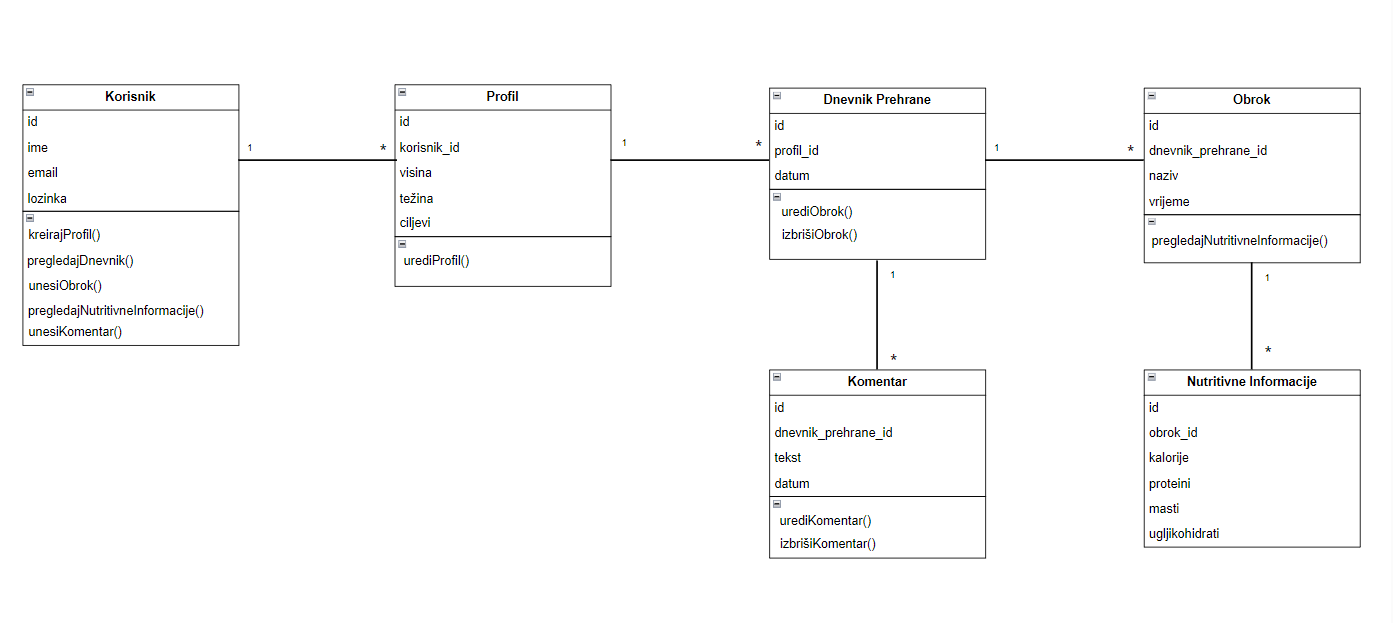 Korisnik
id
ime
email
lozinka
kreirajProfil()
pregledajDnevnik()
unesiObrok()
pregledajNutritivneInformacije()
unesiKomentar()
1
*
Profil
id
korisnik_id
visina
težina
ciljevi
urediProfil()
1
*
Dnevnik Prehrane
id
profil_id
datum
urediObrok()
izbrišiObrok()
1
*
Obrok
id
dnevnik_prehrane_id
naziv
vrijeme
pregledajNutritivneInformacije()
1
*
Komentar
id
dnevnik_prehrane_id
tekst
datum
urediKomentar()
izbrišiKomentar()
1
*
Nutritivne Informacije
id
obrok_id
kalorije
proteini
masti
ugljikohidrati